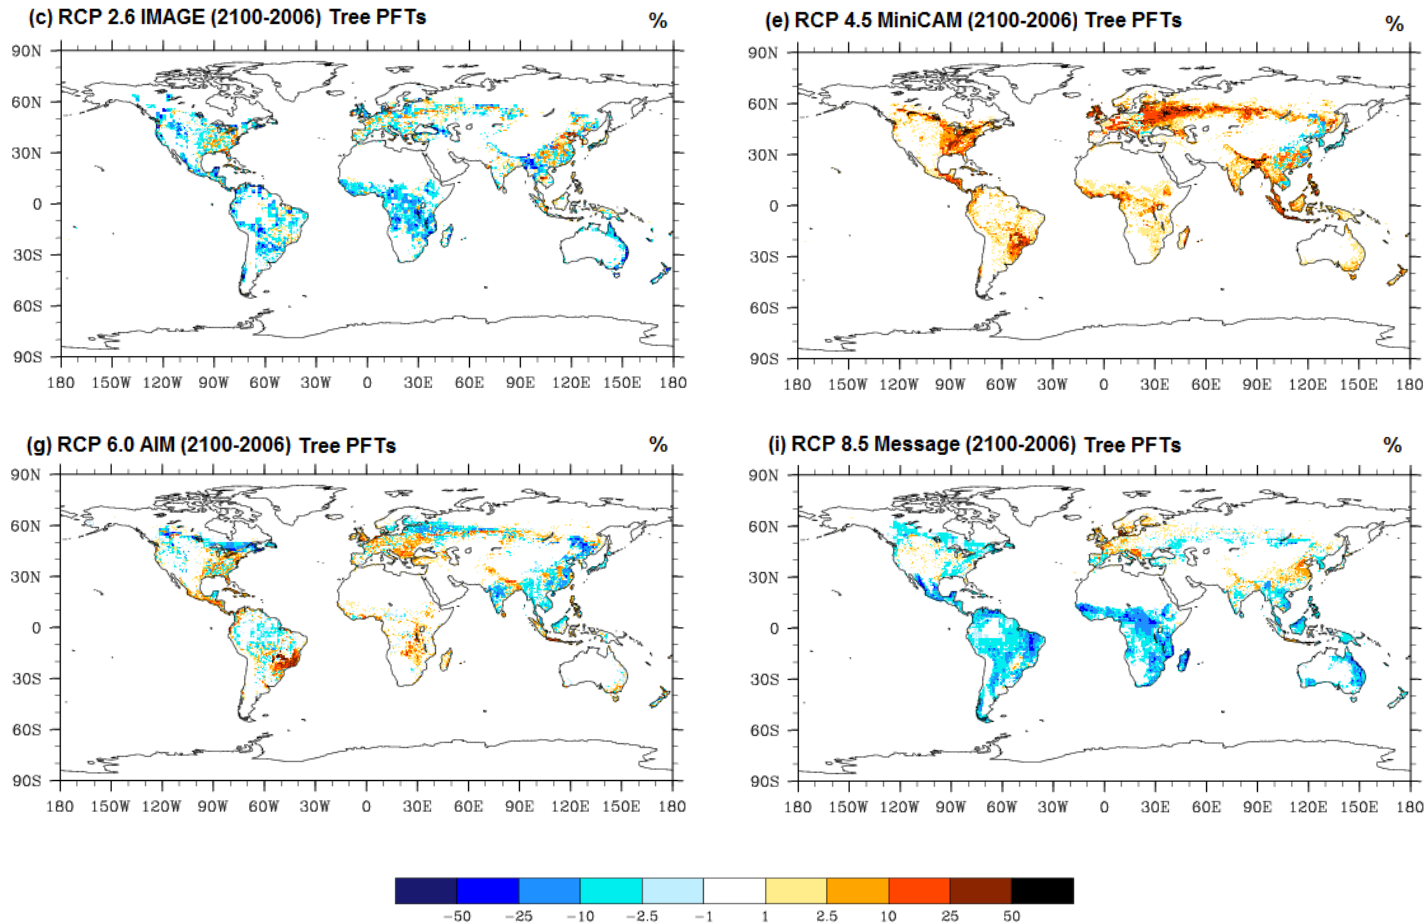 (c) RCP 2.6 IMAGE (2100-2006) Tree PFTs %
90N
60N
30N
0
30S
60S
90S
180 150W 120W 90W 60W 30W 0 30E 60E 90E 120E 150E 180
(e) RCP 4.5 MiniCAM (2100-2006) Tree PFTs %
90N
60N
30N
0
30S
60S
90S
180 150W 120W 90W 60W 30W 0 30E 60E 90E 120E 150E 180
(g) RCP 6.0 AIM (2100-2006) Tree PFTs %
90N
60N
30N
0
30S
60S
90S
180 150W 120W 90W 60W 30W 0 30E 60E 90E 120E 150E 180
(i) RCP 8.5 Message (2100-2006) Tree PFTs %
90N
60N
30N
0
30S
60S
90S
180 150W 120W 90W 60W 30W 0 30E 60E 90E 120E 150E 180
-50 -25 -10 -2.5 -1 1 2.5 10 25 50